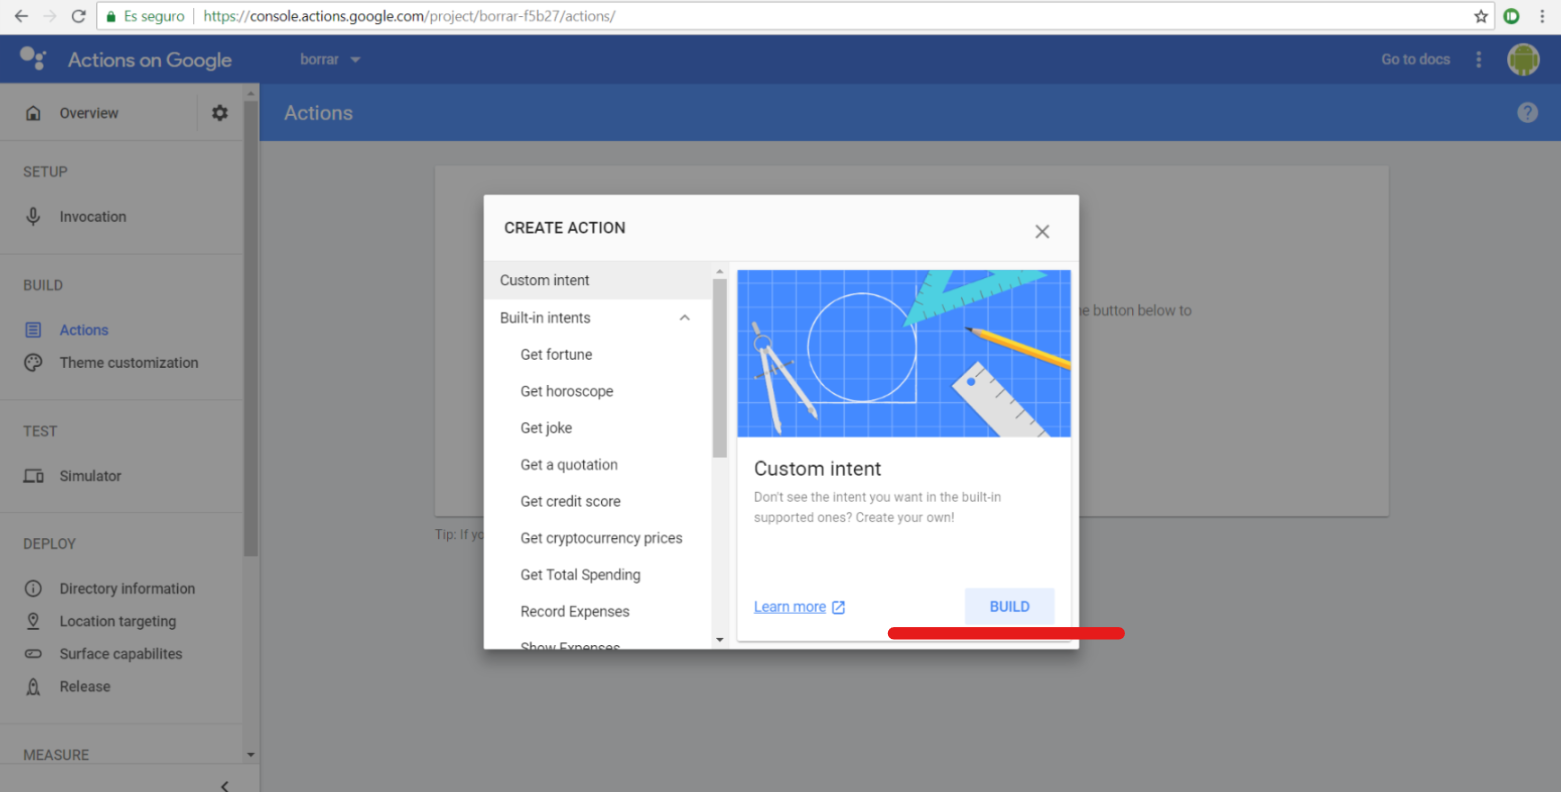 Es seguro
https://console.actions.google.com/project/borrar-f5b27/actions/
Actions on Google
borrar
Go to docs
Overview
Actions
SETUP
Invocation
BUILD
Actions
Theme customization
TEST
Simulator
DEPLOY
Directory information
Location targeting
Surface capabilites
Release
MEASURE
CREATE ACTION
Custom intent
Built-in intents
Get fortune
Get horoscope
Get joke
Get a quotation
Get credit score
Get cryptocurrency prices
Get Total Spending
Record Expenses
Show Expenses
Custom intent
Don't see the intent you want in the built-in
supported ones? Create your own!
Learn more
BUILD
button below to
Tip: If